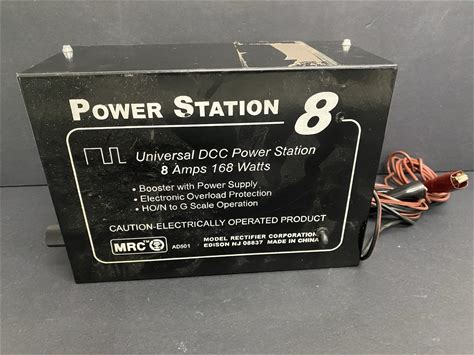 POWER STATION 8
Universal DCC Power Station
8 Amps 168 Watts
• Booster with Power Supply
• Electronic Overload Protection
• HO/N to G Scale Operation
CAUTION-ELECTRICALLY OPERATED PRODUCT
MRC AD501 MODEL RECTIFIER CORPORATION
EDISON NJ 08837 MADE IN CHINA